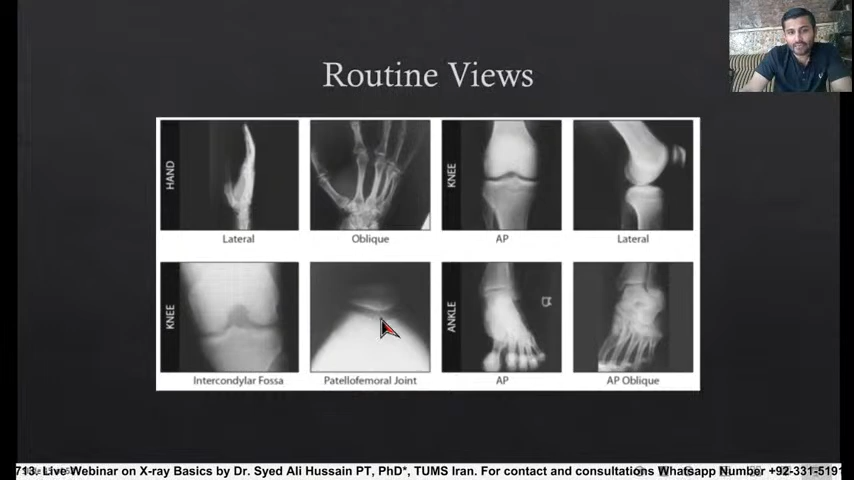 Routine Views
HAND
KNEE
Lateral
Oblique
AP
Lateral
KNEE
ANKLE
Intercondylar Fossa
Patellofemoral Joint
AP
AP Oblique
713. Live Webinar on X-ray Basics by Dr. Syed Ali Hussain PT, PhD*, TUMS Iran. For contact and consultations Whatsapp Number +92-331-5191